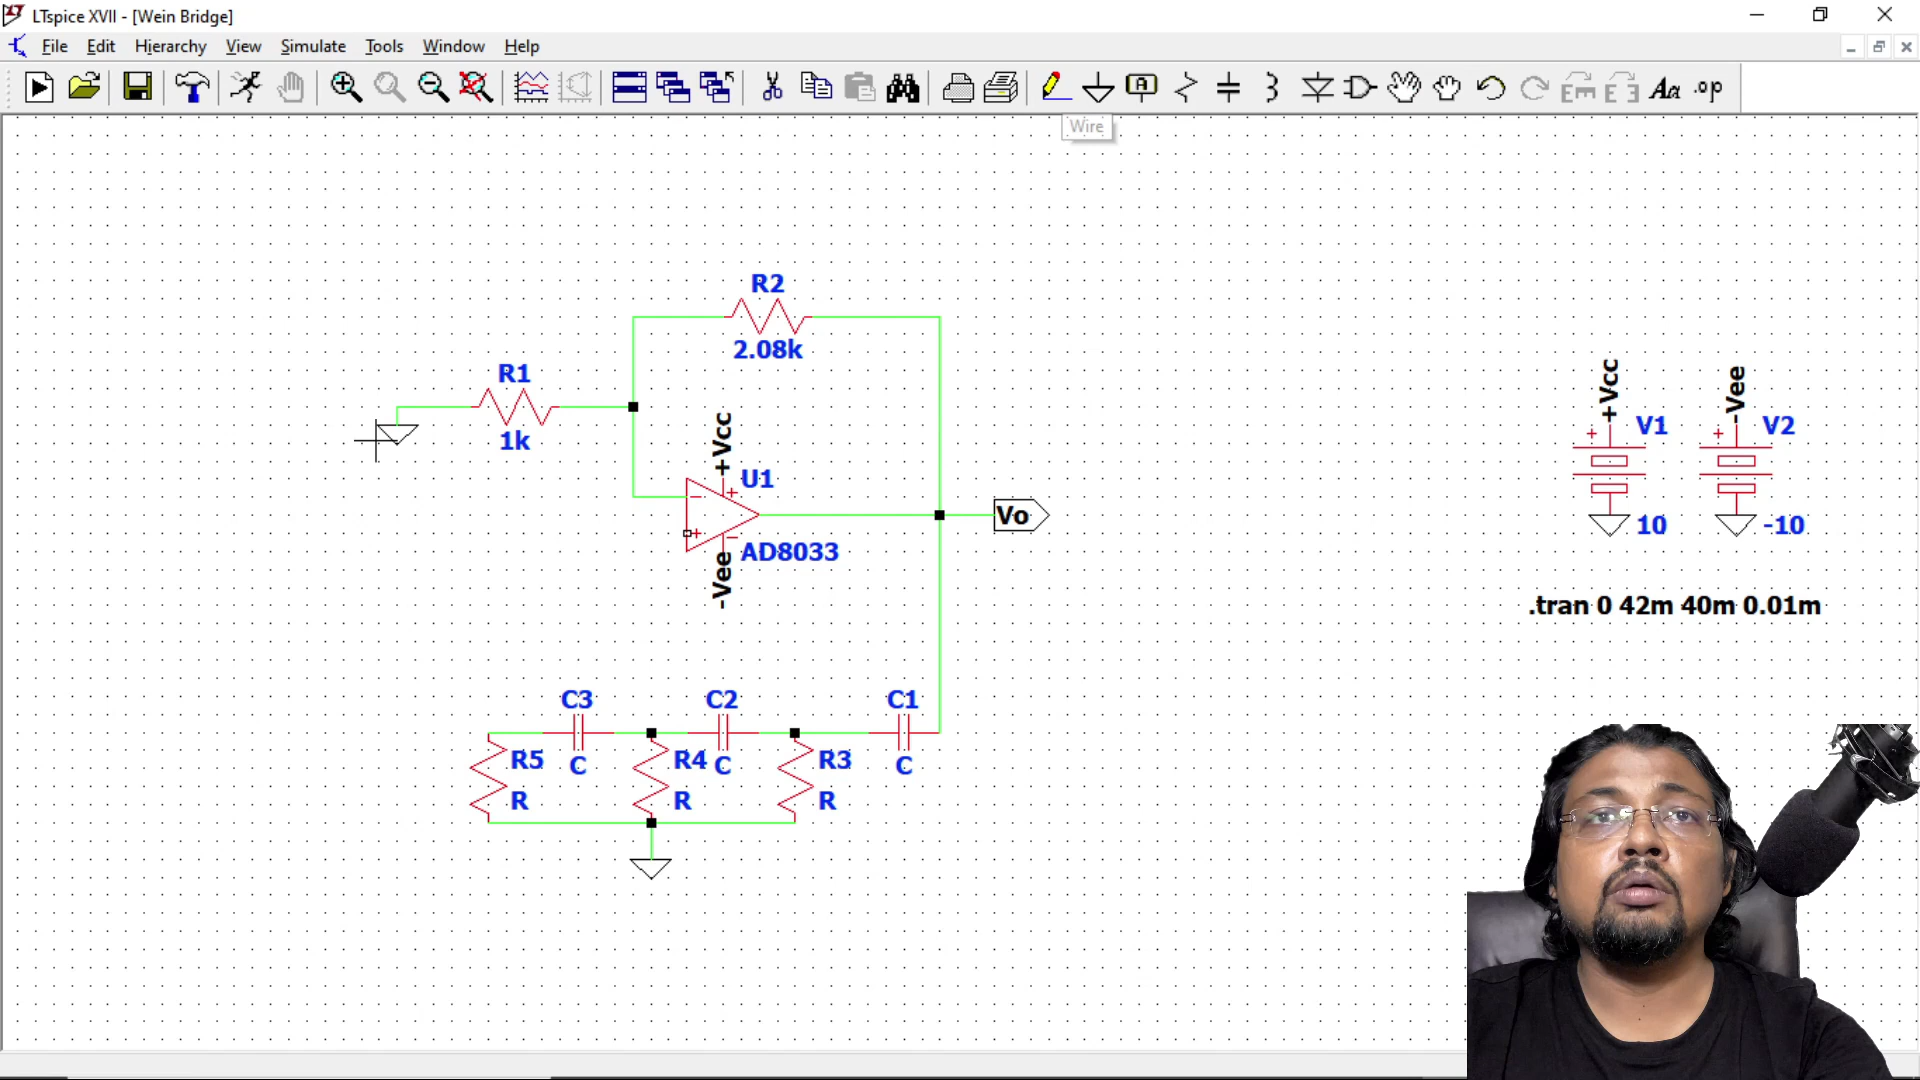 LTspice XVII - [Wein Bridge]
File Edit Hierarchy View Simulate Tools Window Help
A Aa .op
Wire
R2
2.08k
R1
1k
+Vcc
U1
AD8033
-Vee
Vo
+Vcc
V1
10
-Vee
V2
-10
.tran 0 42m 40m 0.01m
C3
C
C2
C
C1
C
R5
R
R4
R
R3
R